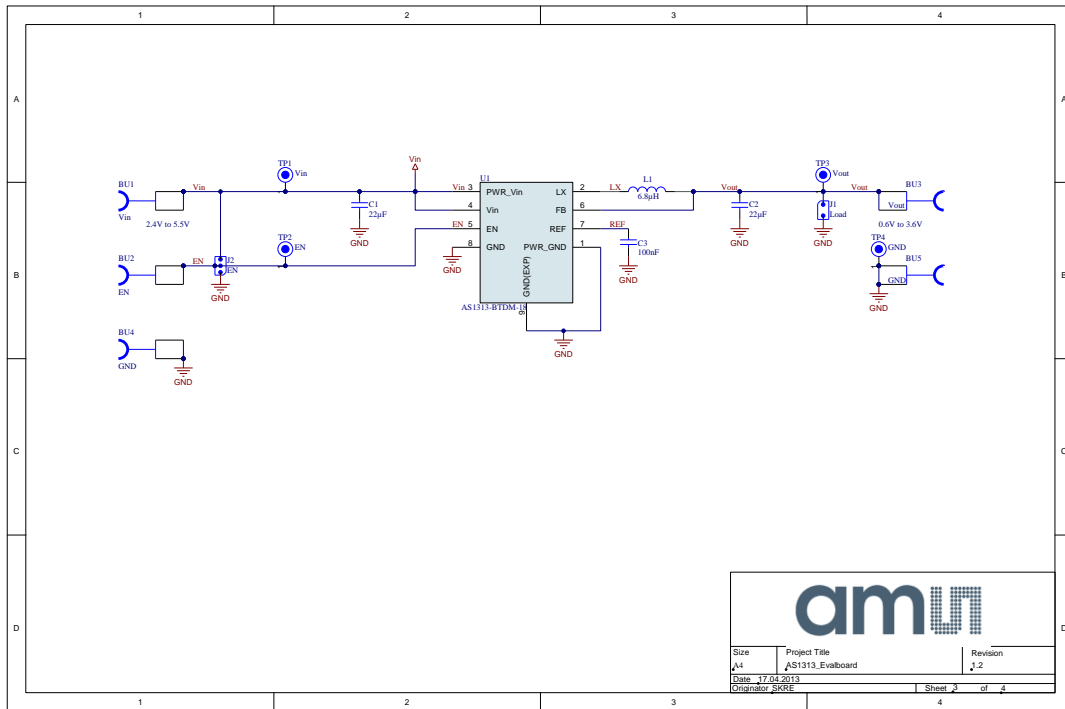 1 2 3 4
A A
TP1 Vin
Vin
TP3 Vout
U1
BU1 Vin
Vin
2.4V to 5.5V
C1 22µF
GND
Vin 3 PWR_Vin
4 Vin
EN 5 EN
8 GND
GND
LX 2 LX
FB 6
REF 7 REF
PWR_GND 1
GND(EXP)
9
AS1313-BTDM-18
GND
L1
6.8µH
C3
100nF
GND
Vout
C2
22µF
GND
J1
Load
GND
Vout
BU3
Vout
0.6V to 3.6V
TP4
GND
BU5
GND
GND
TP2
EN
BU2
EN
EN
J2
EN
GND
B B
BU4
GND
GND
C C
D D
amu
Size
A4
Project Title
AS1313_Evalboard
Revision
1.2
Date 17.04.2013
Originator SKRE
Sheet 3 of 4
1 2 3 4